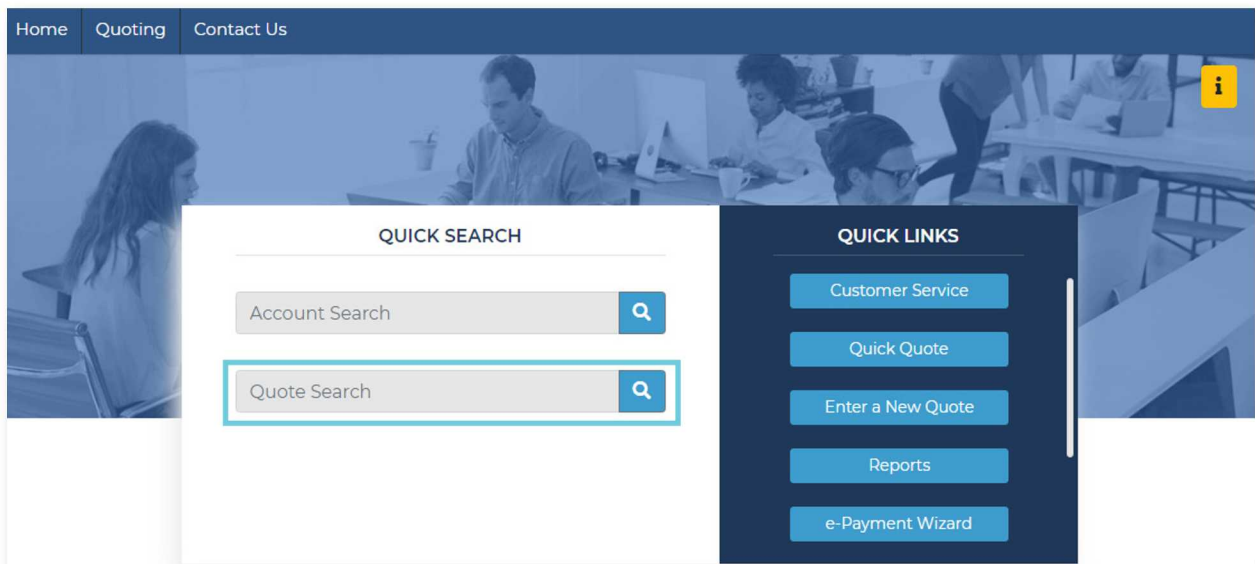 Home Quoting Contact Us
i
QUICK SEARCH
Account Search
Quote Search
QUICK LINKS
Customer Service
Quick Quote
Enter a New Quote
Reports
e-Payment Wizard